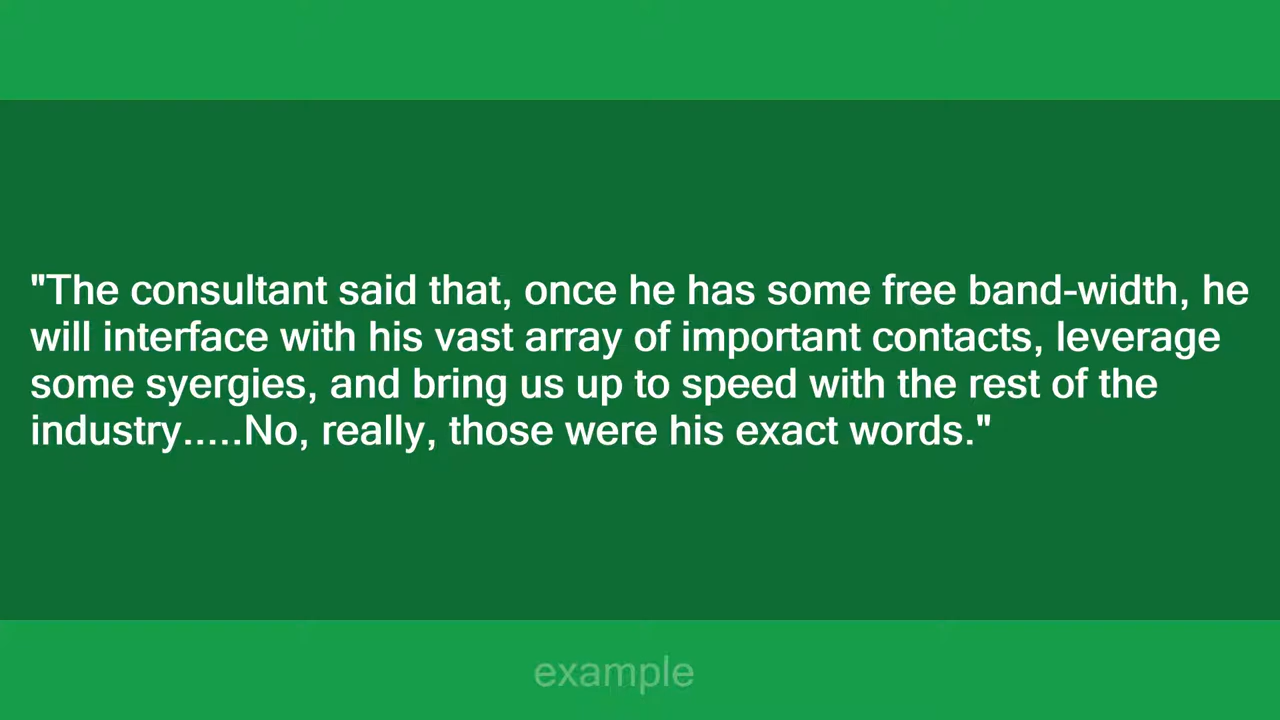 "The consultant said that, once he has some free band-width, he
will interface with his vast array of important contacts, leverage
some syergies, and bring us up to speed with the rest of the
industry.....No, really, those were his exact words."
example